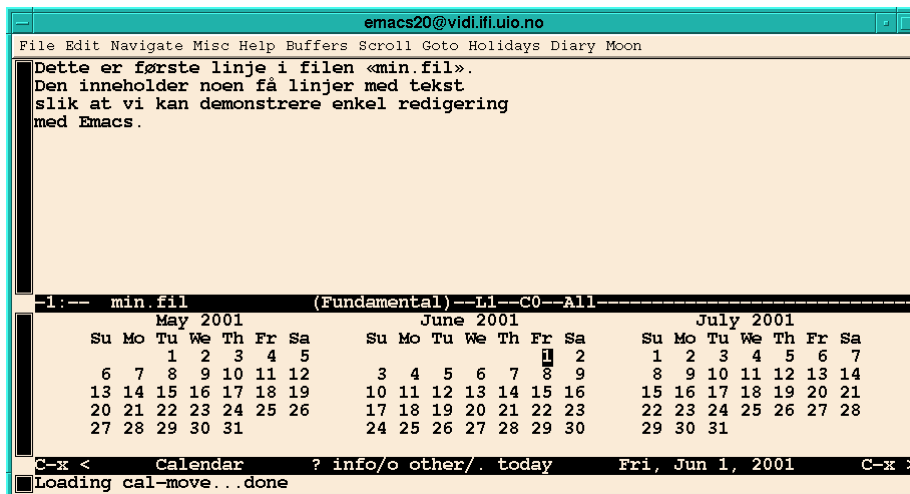 emacs20@vidi.ifi.uio.no
File Edit Navigate Misc Help Buffers Scroll Goto Holidays Diary Moon
Dette er første linje i filen «min.fil».
Den inneholder noen få linjer med tekst
slik at vi kan demonstrere enkel redigering
med Emacs.
-1:-- min.fil (Fundamental)--L1--C0--All--------------------------------
May 2001 June 2001 July 2001
Su Mo Tu We Th Fr Sa Su Mo Tu We Th Fr Sa Su Mo Tu We Th Fr Sa
1 2 3 4 5 1 2 1 2 3 4 5 6 7
6 7 8 9 10 11 12 3 4 5 6 7 8 9 8 9 10 11 12 13 14
13 14 15 16 17 18 19 10 11 12 13 14 15 16 15 16 17 18 19 20 21
20 21 22 23 24 25 26 17 18 19 20 21 22 23 22 23 24 25 26 27 28
27 28 29 30 31 24 25 26 27 28 29 30 29 30 31
C-x < Calendar ? info/o other/. today Fri, Jun 1, 2001 C-x >
Loading cal-move...done